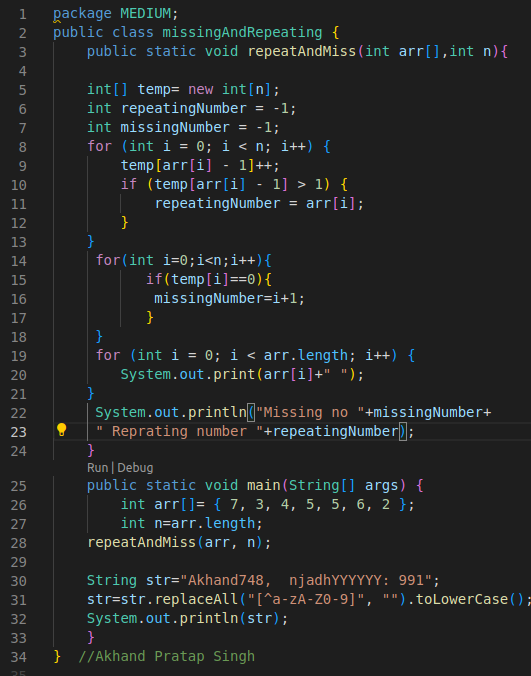 1 package MEDIUM;
2 public class missingAndRepeating {
3 public static void repeatAndMiss(int arr[],int n){
4
5 int[] temp= new int[n];
6 int repeatingNumber = -1;
7 int missingNumber = -1;
8 for (int i = 0; i < n; i++) {
9 temp[arr[i] - 1]++;
10 if (temp[arr[i] - 1] > 1) {
11 repeatingNumber = arr[i];
12 }
13 }
14 for(int i=0;i<n;i++){
15 if(temp[i]==0){
16 missingNumber=i+1;
17 }
18 }
19 for (int i = 0; i < arr.length; i++) {
20 System.out.print(arr[i]+" ");
21 }
22 System.out.println("Missing no "+missingNumber+
23 " Reprating number "+repeatingNumber);
24 }
Run | Debug
25 public static void main(String[] args) {
26 int arr[]= { 7, 3, 4, 5, 5, 6, 2 };
27 int n=arr.length;
28 repeatAndMiss(arr, n);
29
30 String str="Akhand748,  njadhYYYYYY: 991";
31 str=str.replaceAll("[^a-zA-Z0-9]", "").toLowerCase();
32 System.out.println(str);
33 }
34 }  //Akhand Pratap Singh
35